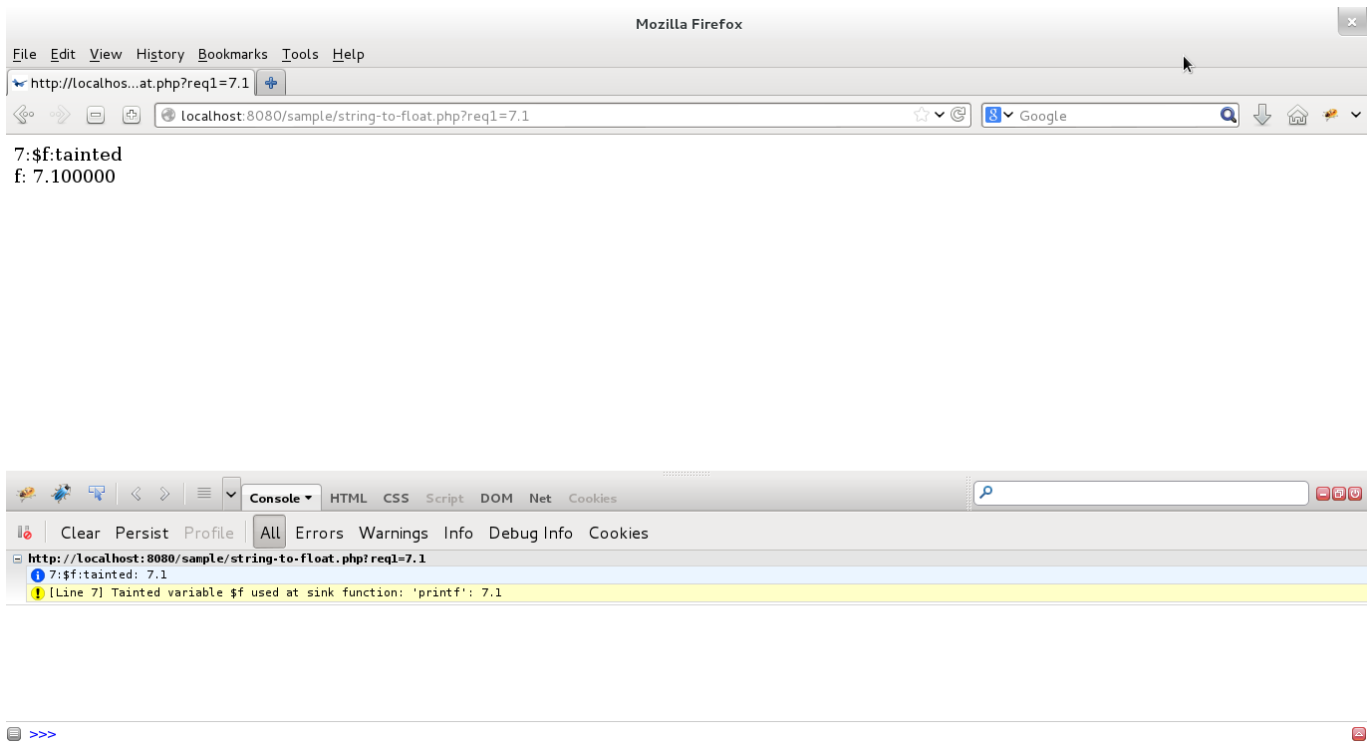 Mozilla Firefox
File Edit View History Bookmarks Tools Help
http://localhos...at.php?req1=7.1
localhost:8080/sample/string-to-float.php?req1=7.1
8 Google
7:$f:tainted
f: 7.100000
Console HTML CSS Script DOM Net Cookies
Clear Persist Profile All Errors Warnings Info Debug Info Cookies
http://localhost:8080/sample/string-to-float.php?req1=7.1
7:$f:tainted: 7.1
[Line 7] Tainted variable $f used at sink function: 'printf': 7.1
>>>